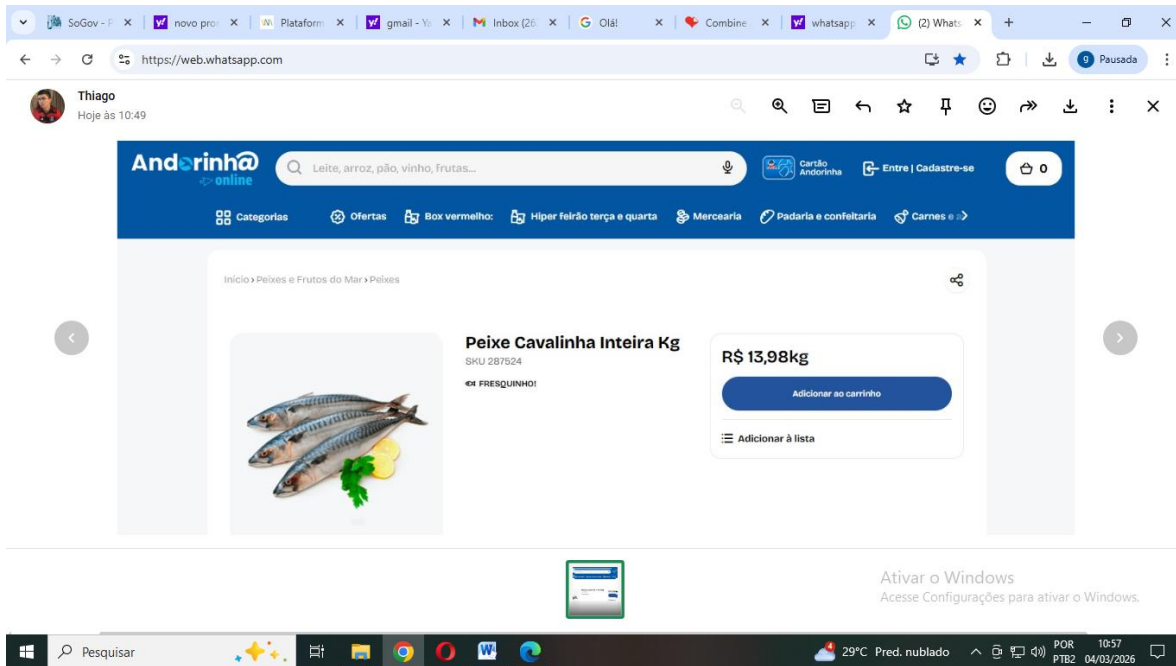 SoGov - P
novo pror
Plataform
gmail - Ya
Inbox (26
Olá!
Combine
whatsapp
(2) Whats
https://web.whatsapp.com
g Pausada
Thiago
Hoje às 10:49
Andorinh@
online
Leite, arroz, pão, vinho, frutas...
Cartão
Andorinha
Entre | Cadastre-se
0
Categorias
Ofertas
Box vermelho:
Hiper feirão terça e quarta
Mercearia
Padaria e confeitaria
Carnes e a
Início › Peixes e Frutos do Mar › Peixes
Peixe Cavalinha Inteira Kg
SKU 287524
FRESQUINHO!
R$ 13,98kg
Adicionar ao carrinho
Adicionar à lista
Ativar o Windows
Acesse Configurações para ativar o Windows.
Pesquisar
29°C Pred. nublado
POR
PTB2
10:57
04/03/2026